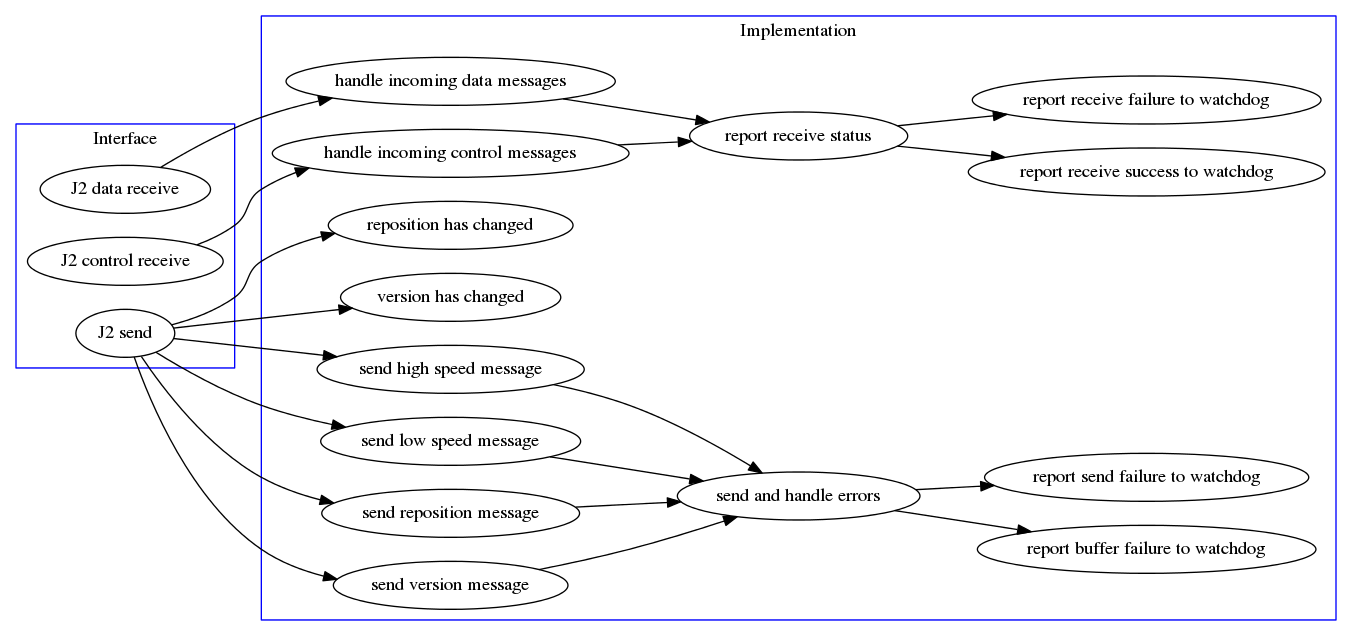 Implementation
handle incoming data messages
report receive failure to watchdog
Interface
report receive status
handle incoming control messages
report receive success to watchdog
J2 data receive
reposition has changed
J2 control receive
version has changed
J2 send
send high speed message
send low speed message
report send failure to watchdog
send and handle errors
send reposition message
report buffer failure to watchdog
send version message